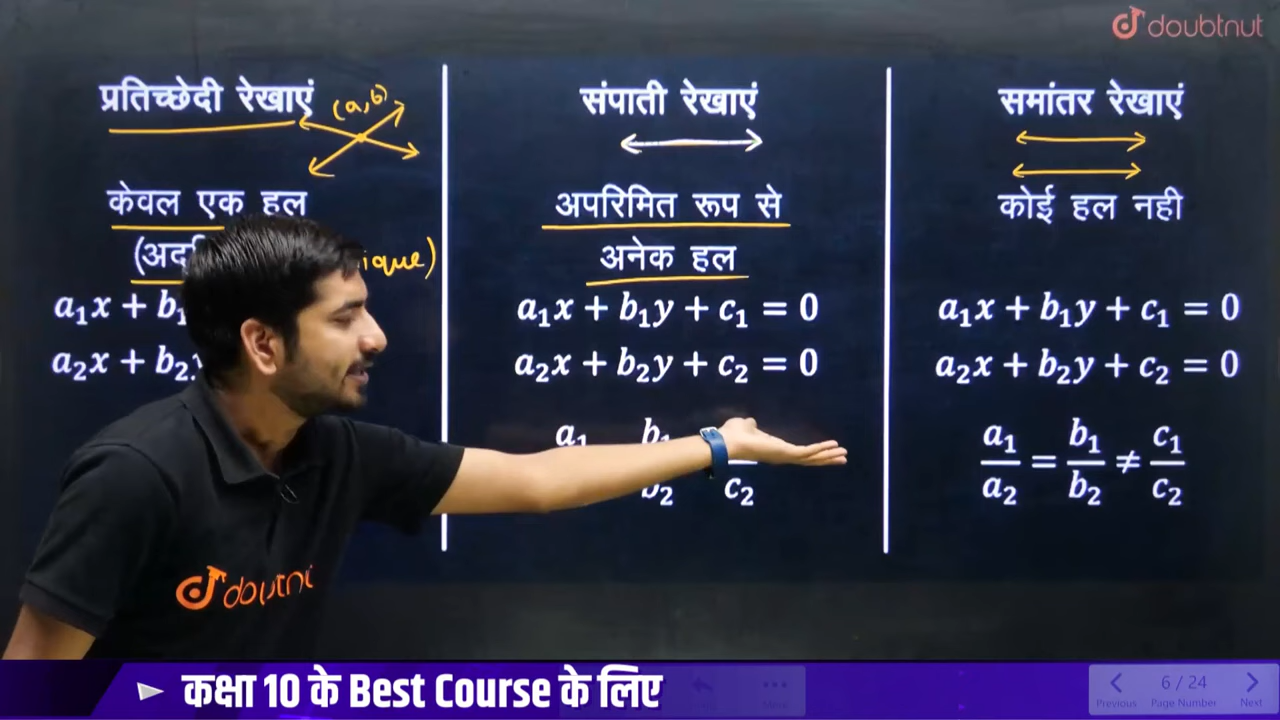 doubtnut
प्रतिच्छेदी रेखाएं
(a,b)
केवल एक हल
ique)
a₁x + b₁
a₂x + b₂
संपाती रेखाएं
अपरिमित रूप से
अनेक हल
a₁x + b₁y + c₁ = 0
a₂x + b₂y + c₂ = 0
a₁ b₁
b₂ c₂
समांतर रेखाएं
कोई हल नही
a₁x + b₁y + c₁ = 0
a₂x + b₂y + c₂ = 0
a₁/a₂ = b₁/b₂ ≠ c₁/c₂
doubtnu
कक्षा 10 के Best Course के लिए
6 / 24
Previous Page Number Next